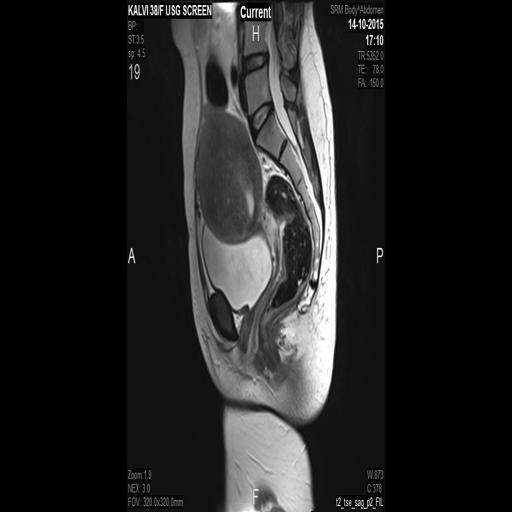 KALVI 38/F USG SCREEN
BP:
ST:3.5
sp: 4.5
19
Current
H
SRM Body^Abdomen
14-10-2015
17:10
TR:5352.0
TE: 78.0
FA: 150.0
A
P
Zoom:1.9
NEX: 3.0
FOV: 320.0x320.0mm
F
W:873
C:378
t2_tse_sag_p2_FIL